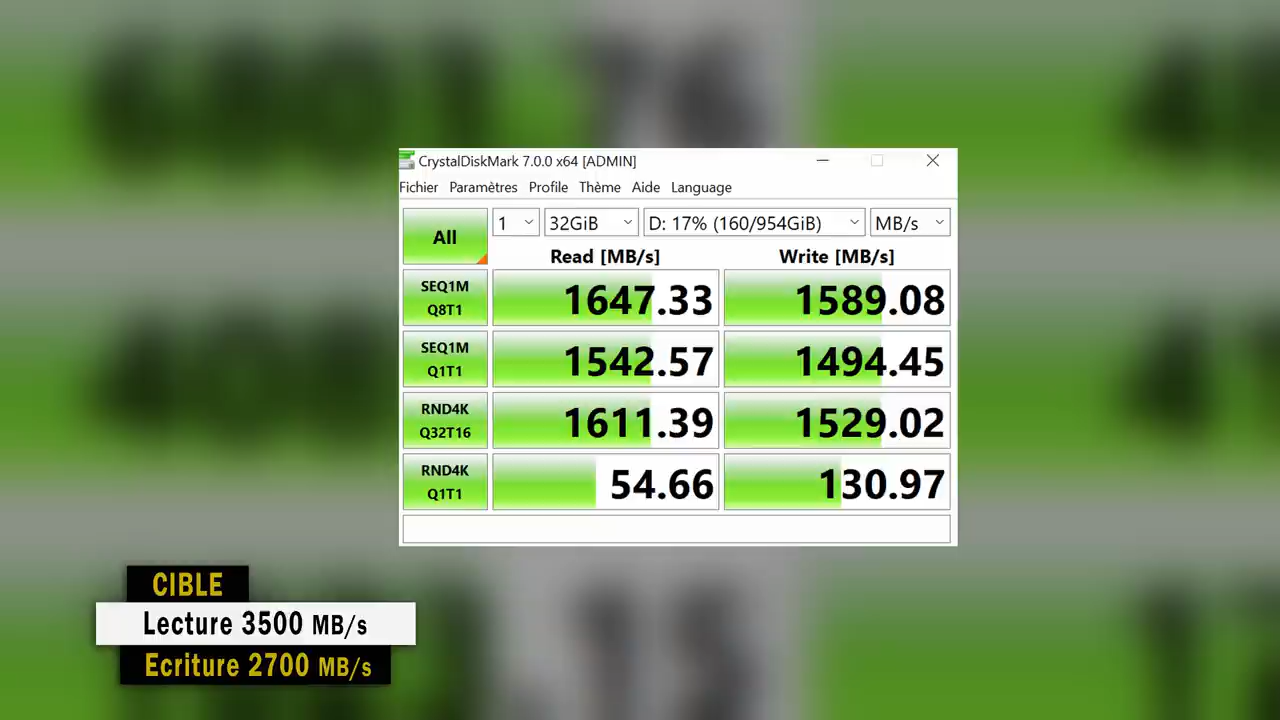 CrystalDiskMark 7.0.0 x64 [ADMIN]
Fichier Paramètres Profile Thème Aide Language
All 1 32GiB D: 17% (160/954GiB) MB/s
Read [MB/s] Write [MB/s]
SEQ1M
Q8T1
1647.33 1589.08
SEQ1M
Q1T1
1542.57 1494.45
RND4K
Q32T16
1611.39 1529.02
RND4K
Q1T1
54.66 130.97
CIBLE
Lecture 3500 MB/s
Ecriture 2700 MB/s